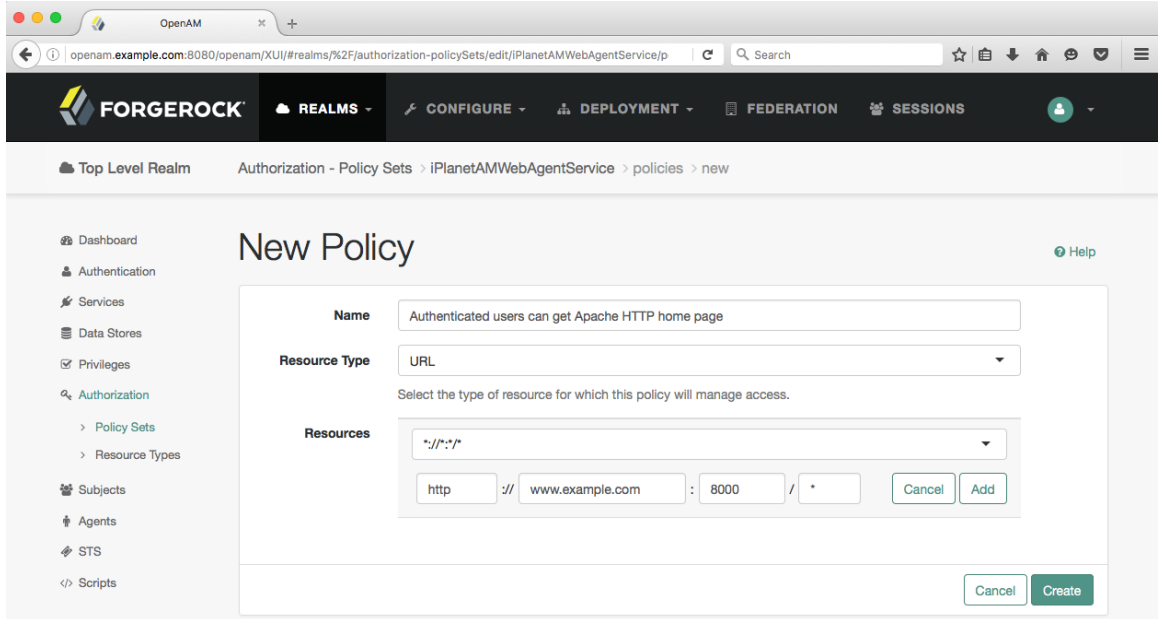 OpenAM
openam.example.com:8080/openam/XUI/#realms/%2F/authorization-policySets/edit/iPlanetAMWebAgentService/p
Search
FORGEROCK
REALMS
CONFIGURE
DEPLOYMENT
FEDERATION
SESSIONS
Top Level Realm
Authorization - Policy Sets > iPlanetAMWebAgentService > policies > new
Dashboard
Authentication
Services
Data Stores
Privileges
Authorization
> Policy Sets
> Resource Types
Subjects
Agents
STS
</> Scripts
New Policy
Help
Name
Authenticated users can get Apache HTTP home page
Resource Type
URL
Select the type of resource for which this policy will manage access.
Resources
*://*:*/*
http :// www.example.com : 8000 / * Cancel Add
Cancel Create